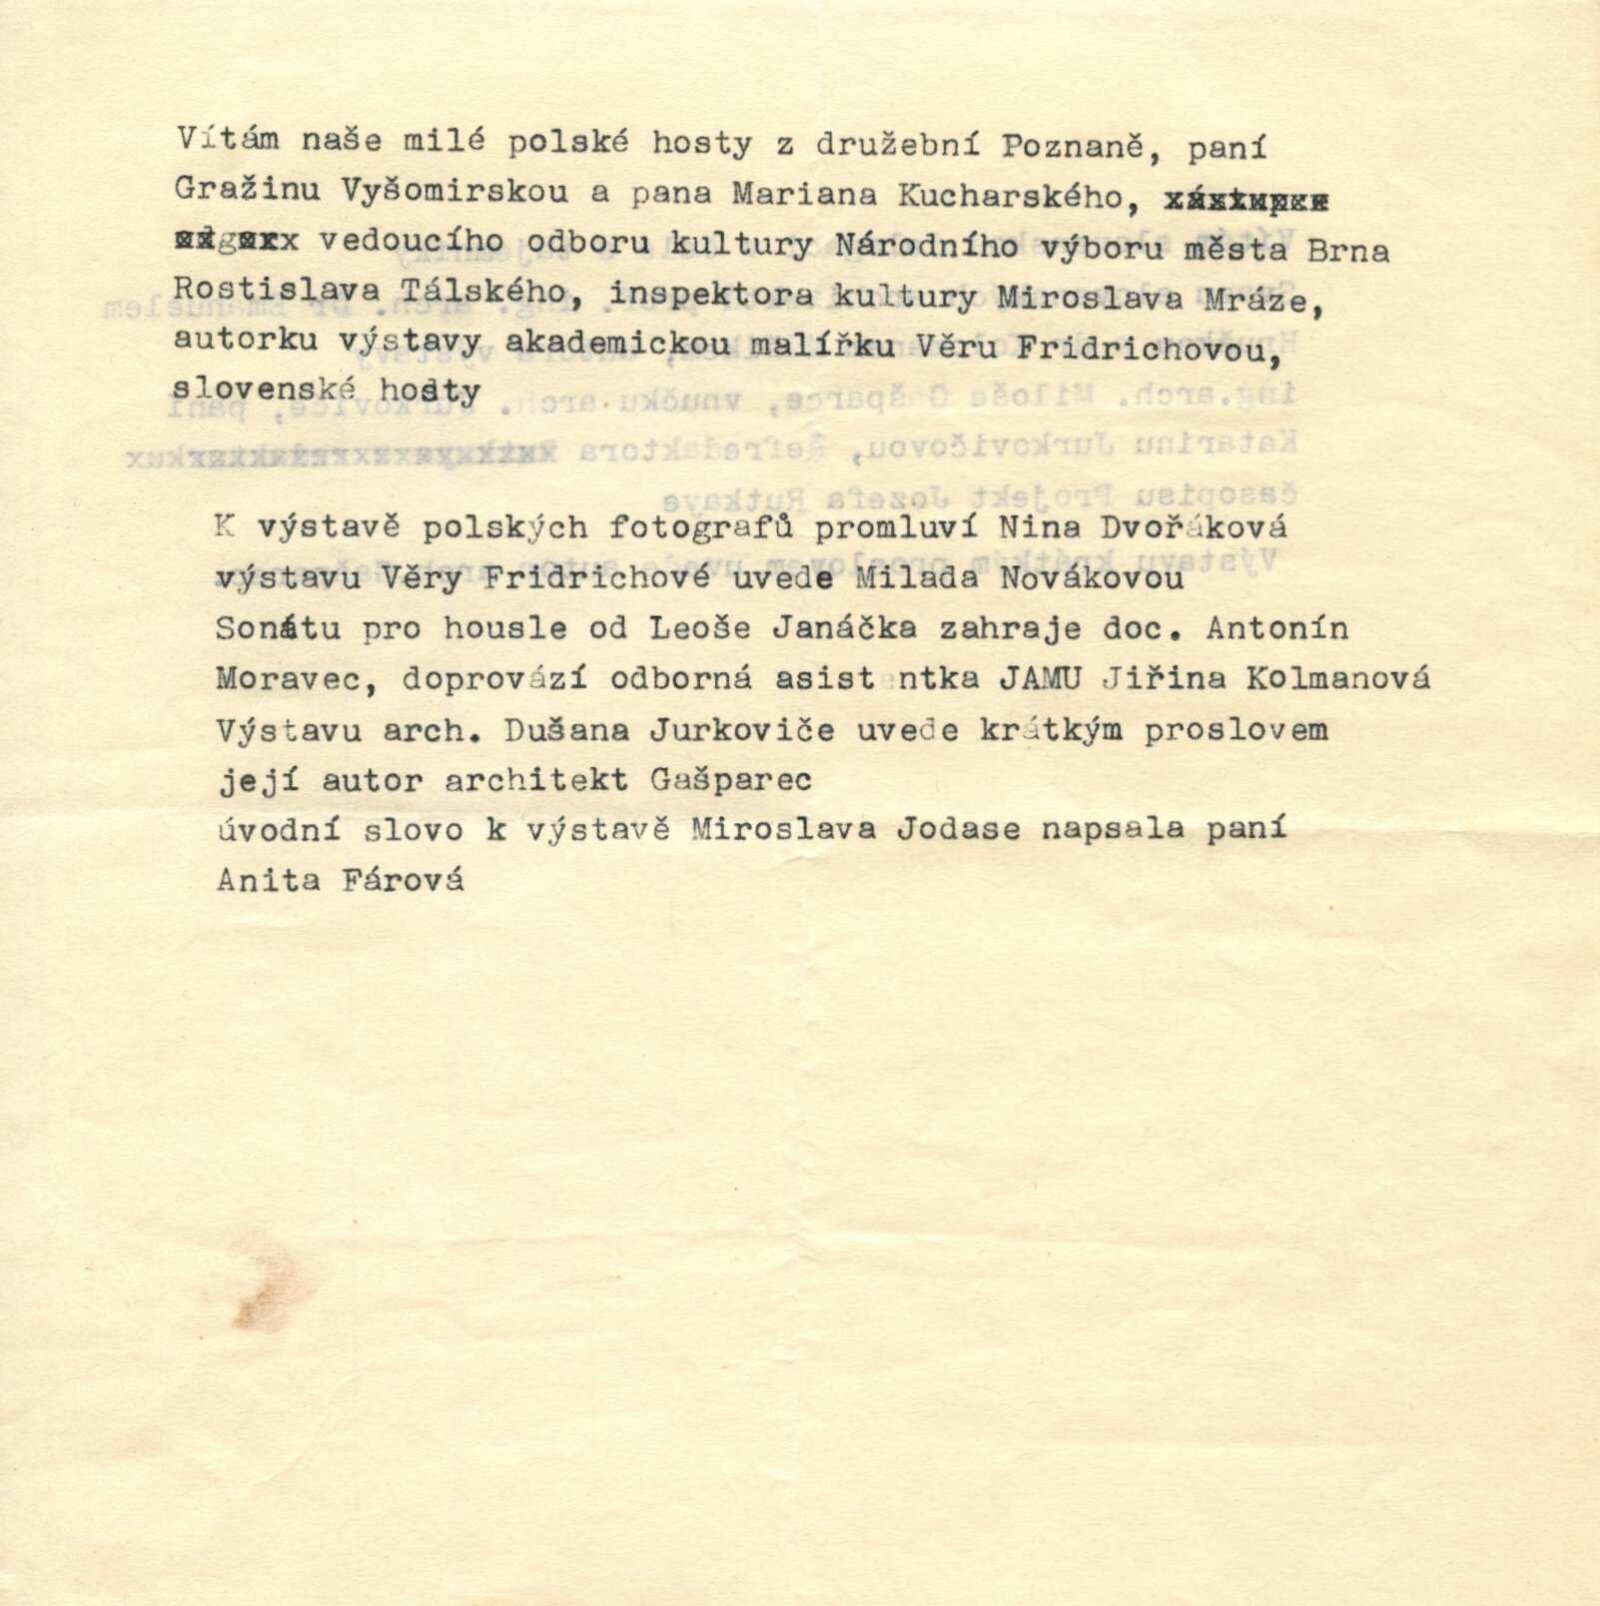 Vítám naše milé polské hosty z družební Poznaně, paní
Gražinu Vyšomirskou a pana Mariana Kucharského,
vedoucího odboru kultury Národního výboru města Brna
Rostislava Tálského, inspektora kultury Miroslava Mráze,
autorku výstavy akademickou malířku Věru Fridrichovou,
slovenské hosty
K výstavě polských fotografů promluví Nina Dvořáková
výstavu Věry Fridrichové uvede Milada Novákovou
Sonátu pro housle od Leoše Janáčka zahraje doc. Antonín
Moravec, doprovází odborná asistentka JAMU Jiřina Kolmanová
Výstavu arch. Dušana Jurkoviče uvede krátkým proslovem
její autor architekt Gašparec
úvodní slovo k výstavě Miroslava Jodase napsala paní
Anita Fárová